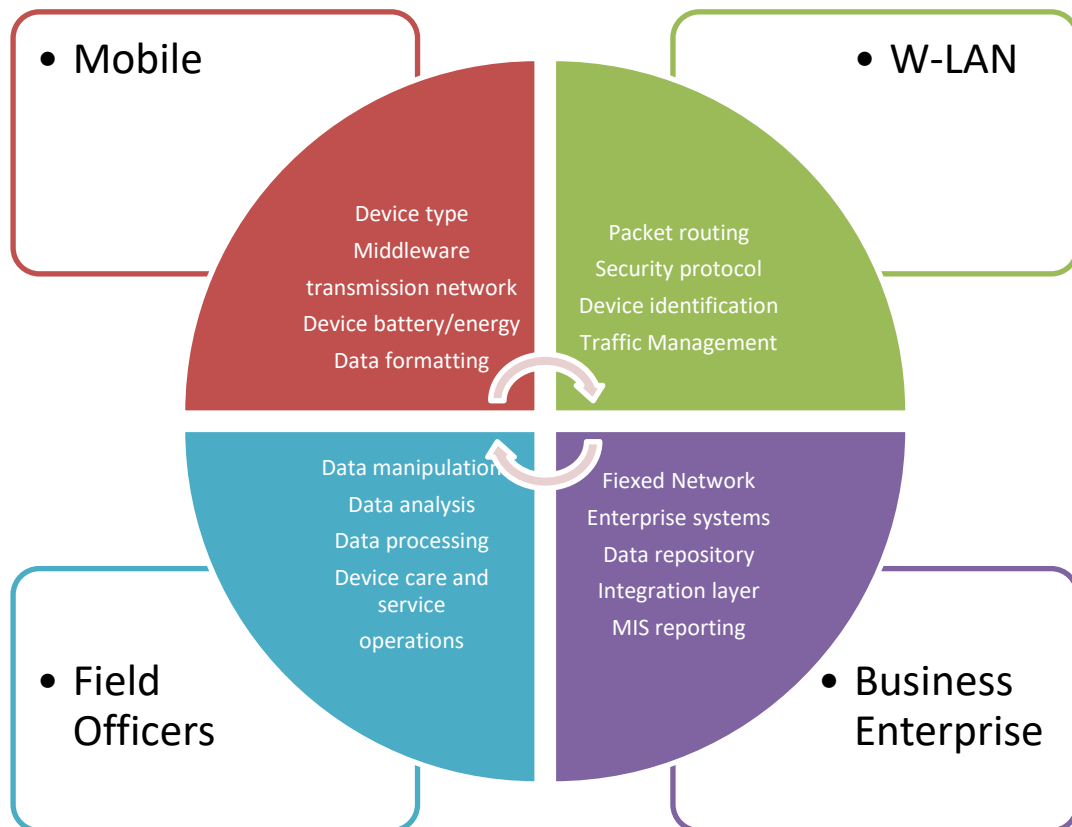 • Mobile
• W-LAN
Device type
Middleware
transmission network
Device battery/energy
Data formatting
Packet routing
Security protocol
Device identification
Traffic Management
Data manipulation
Data analysis
Data processing
Device care and
service
operations
Fiexed Network
Enterprise systems
Data repository
Integration layer
MIS reporting
• Field
Officers
• Business
Enterprise